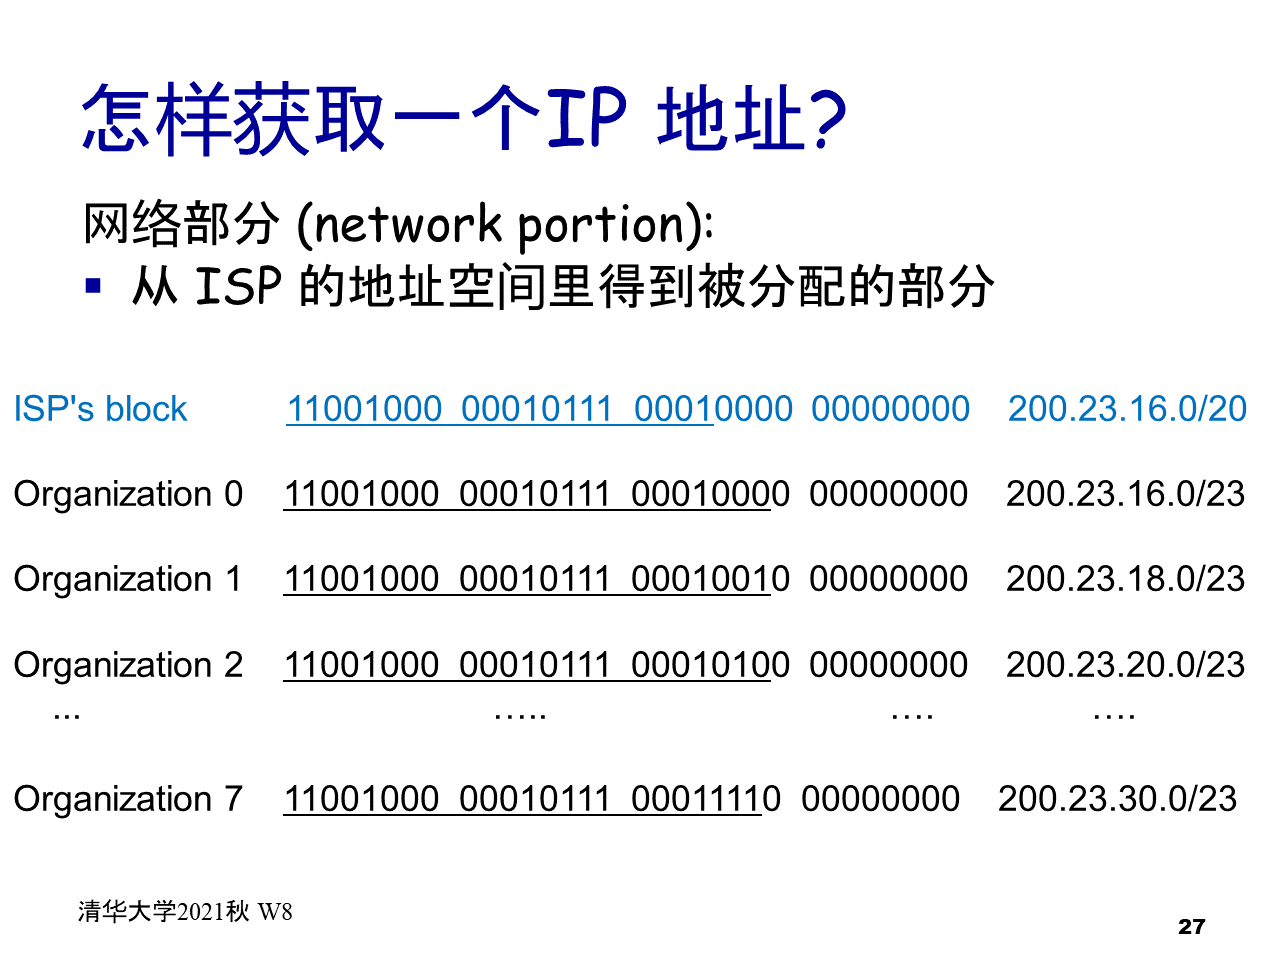 怎样获取一个IP 地址?
网络部分 (network portion):
▪ 从 ISP 的地址空间里得到被分配的部分
ISP's block 11001000 00010111 00010000 00000000 200.23.16.0/20
Organization 0 11001000 00010111 00010000 00000000 200.23.16.0/23
Organization 1 11001000 00010111 00010010 00000000 200.23.18.0/23
Organization 2 11001000 00010111 00010100 00000000 200.23.20.0/23
... ….. …. ….
Organization 7 11001000 00010111 00011110 00000000 200.23.30.0/23
清华大学2021秋 W8
27